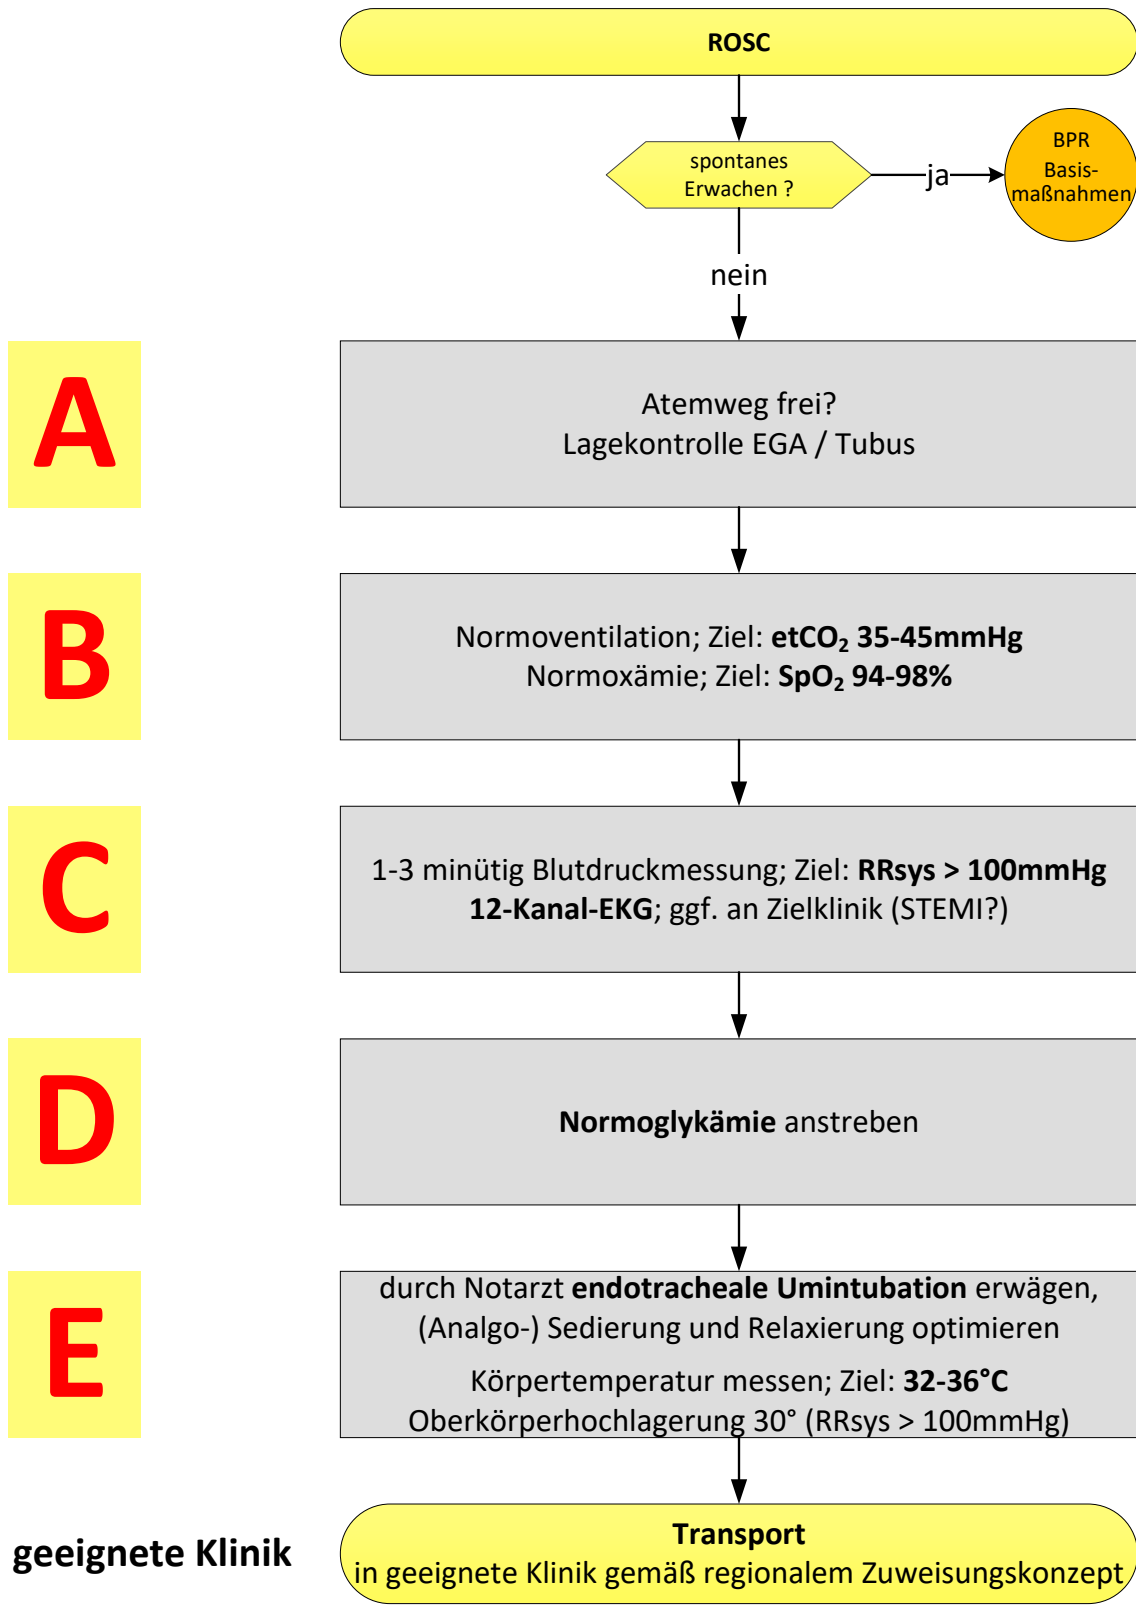 ROSC
spontanes
Erwachen ?
ja
BPR
Basis-
maßnahmen
nein
A
Atemweg frei?
Lagekontrolle EGA / Tubus
B
Normoventilation; Ziel: etCO₂ 35-45mmHg
Normoxämie; Ziel: SpO₂ 94-98%
C
1-3 minütig Blutdruckmessung; Ziel: RRsys > 100mmHg
12-Kanal-EKG; ggf. an Zielklinik (STEMI?)
D
Normoglykämie anstreben
E
durch Notarzt endotracheale Umintubation erwägen,
(Analgo-) Sedierung und Relaxierung optimieren
Körpertemperatur messen; Ziel: 32-36°C
Oberkörperhochlagerung 30° (RRsys > 100mmHg)
geeignete Klinik
Transport
in geeignete Klinik gemäß regionalem Zuweisungskonzept